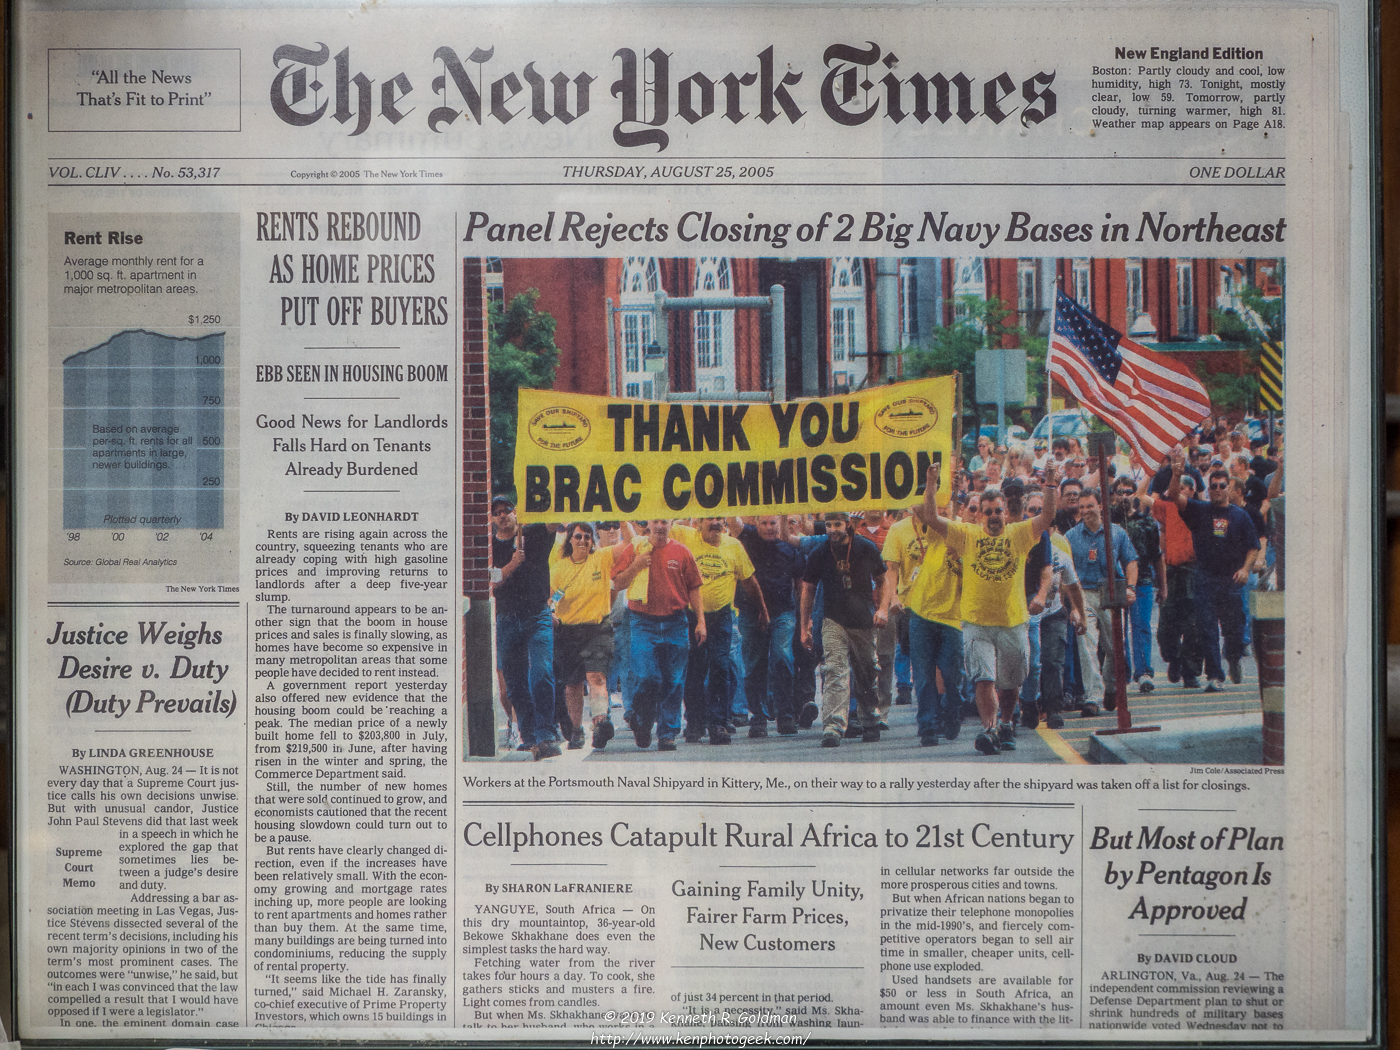 "All the News
That's Fit to Print"
The New York Times
New England Edition
Boston: Partly cloudy and cool, low
humidity, high 73. Tonight, mostly
clear, low 59. Tomorrow, partly
cloudy, turning warmer, high 81.
Weather map appears on Page A18.
VOL. CLIV . . . . No. 53,317
Copyright © 2005 The New York Times
THURSDAY, AUGUST 25, 2005
ONE DOLLAR
Rent Rise
Average monthly rent for a
1,000 sq. ft. apartment in
major metropolitan areas.
$1,250
1,000
750
500
250
Based on average
per-sq. ft. rents for all
apartments in large,
newer buildings.
Plotted quarterly
'98 '00 '02 '04
Source: Global Real Analytics
The New York Times
Justice Weighs
Desire v. Duty
(Duty Prevails)
By LINDA GREENHOUSE
WASHINGTON, Aug. 24 — It is not
every day that a Supreme Court jus-
tice calls his own decisions unwise.
But with unusual candor, Justice
John Paul Stevens did that last week
in a speech in which he
explored the gap that
sometimes lies be-
tween a judge's desire
and duty.
Supreme
Court
Memo
Addressing a bar as-
sociation meeting in Las Vegas, Jus-
tice Stevens dissected several of the
recent term's decisions, including his
own majority opinions in two of the
term's most prominent cases. The
outcomes were "unwise," he said, but
"in each I was convinced that the law
compelled a result that I would have
opposed if I were a legislator."
In one, the eminent domain case
RENTS REBOUND
AS HOME PRICES
PUT OFF BUYERS
EBB SEEN IN HOUSING BOOM
Good News for Landlords
Falls Hard on Tenants
Already Burdened
By DAVID LEONHARDT
Rents are rising again across the
country, squeezing tenants who are
already coping with high gasoline
prices and improving returns to
landlords after a deep five-year
slump.
The turnaround appears to be an-
other sign that the boom in house
prices and sales is finally slowing, as
homes have become so expensive in
many metropolitan areas that some
people have decided to rent instead.
A government report yesterday
also offered new evidence that the
housing boom could be reaching a
peak. The median price of a newly
built home fell to $203,800 in July,
from $219,500 in June, after having
risen in the winter and spring, the
Commerce Department said.
Still, the number of new homes
that were sold continued to grow, and
economists cautioned that the recent
housing slowdown could turn out to
be a pause.
But rents have clearly changed di-
rection, even if the increases have
been relatively small. With the econ-
omy growing and mortgage rates
inching up, more people are looking
to rent apartments and homes rather
than buy them. At the same time,
many buildings are being turned into
condominiums, reducing the supply
of rental property.
"It seems like the tide has finally
turned," said Michael H. Zaransky,
co-chief executive of Prime Property
Investors, which owns 15 buildings in
Panel Rejects Closing of 2 Big Navy Bases in Northeast
SAVE OUR SHIPYARD
FOR THE FUTURE
THANK YOU
BRAC COMMISSION
SAVE OUR SHIPYARD
FOR THE FUTURE
Jim Cole/Associated Press
Workers at the Portsmouth Naval Shipyard in Kittery, Me., on their way to a rally yesterday after the shipyard was taken off a list for closings.
Cellphones Catapult Rural Africa to 21st Century
By SHARON LaFRANIERE
YANGUYE, South Africa — On
this dry mountaintop, 36-year-old
Bekowe Skhakhane does even the
simplest tasks the hard way.
Fetching water from the river
takes four hours a day. To cook, she
gathers sticks and musters a fire.
Light comes from candles.
But when Ms. Skhakhane
talk to her husband, who works in a
Gaining Family Unity,
Fairer Farm Prices,
New Customers
of just 34 percent in that period.
"It is a necessity," said Ms. Skha-
washing laun-
in cellular networks far outside the
more prosperous cities and towns.
But when African nations began to
privatize their telephone monopolies
in the mid-1990's, and fiercely com-
petitive operators began to sell air
time in smaller, cheaper units, cell-
phone use exploded.
Used handsets are available for
$50 or less in South Africa, an
amount even Ms. Skhakhane's hus-
band was able to finance with the lit-
But Most of Plan
by Pentagon Is
Approved
By DAVID CLOUD
ARLINGTON, Va., Aug. 24 — The
independent commission reviewing a
Defense Department plan to shut or
shrink hundreds of military bases
nationwide voted Wednesday not to
© 2019 Kenneth R. Goldman
http://www.kenphotogeek.com/